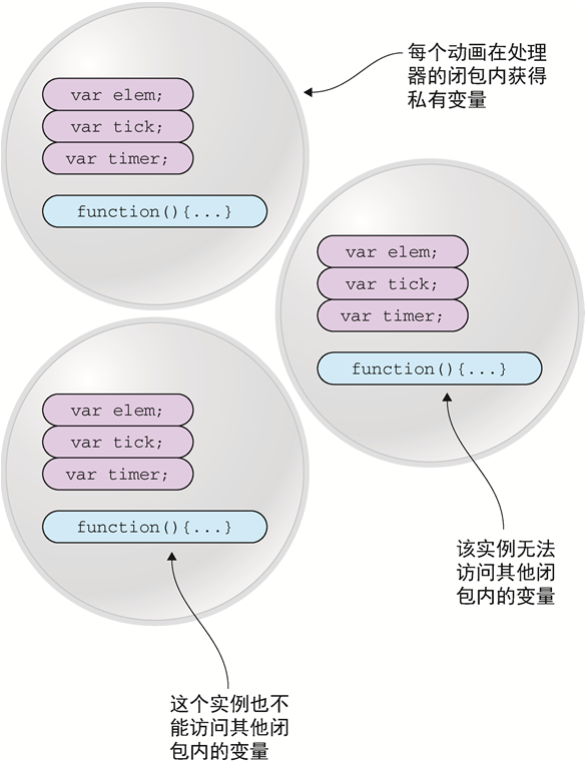 var elem;
var tick;
var timer;
function(){...}
每个动画在处理
器的闭包内获得
私有变量
var elem;
var tick;
var timer;
function(){...}
var elem;
var tick;
var timer;
function(){...}
该实例无法
访问其他闭
包内的变量
这个实例也不
能访问其他闭
包内的变量